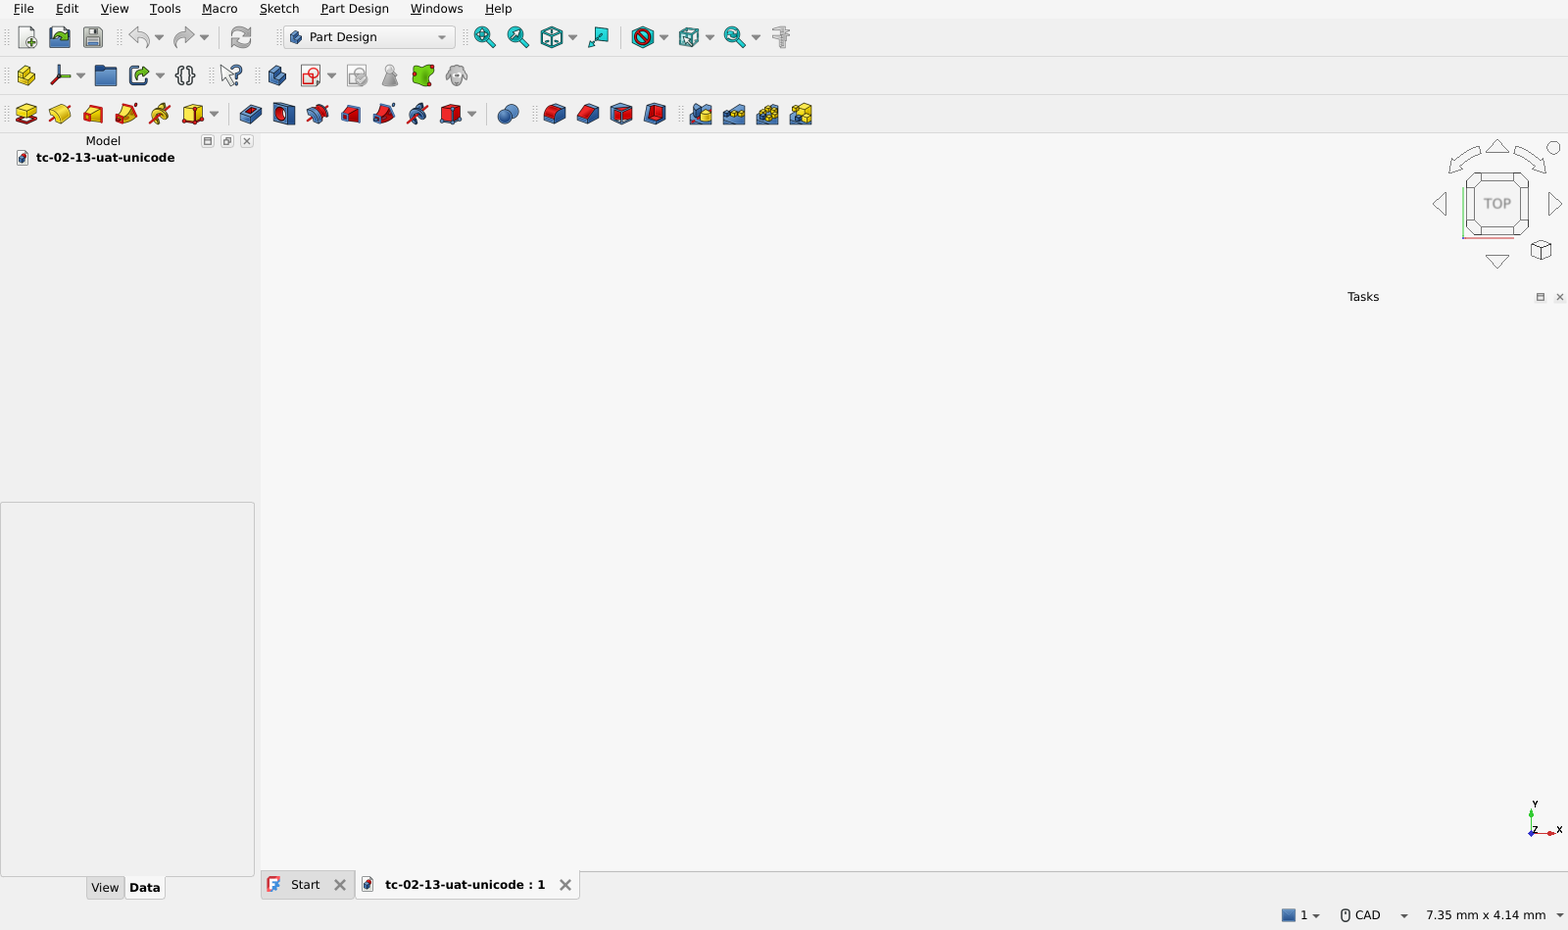 File Edit View Tools Macro Sketch Part Design Windows Help
Part Design
Model
tc-02-13-uat-unicode
TOP
Tasks
Y
Z X
View Data
Start tc-02-13-uat-unicode : 1
1 CAD 7.35 mm x 4.14 mm